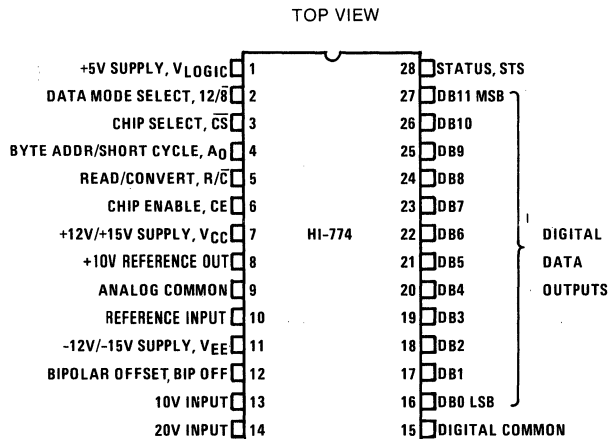 TOP VIEW
+5V SUPPLY, VLOGIC 1 28 STATUS, STS
DATA MODE SELECT, 12/8̅ 2 27 DB11 MSB
CHIP SELECT, C̅S̅ 3 26 DB10
BYTE ADDR/SHORT CYCLE, A0 4 25 DB9
READ/CONVERT, R/C̅ 5 24 DB8
CHIP ENABLE, CE 6 23 DB7
+12V/+15V SUPPLY, VCC 7 HI-774 22 DB6 DIGITAL
+10V REFERENCE OUT 8 21 DB5 DATA
ANALOG COMMON 9 20 DB4 OUTPUTS
REFERENCE INPUT 10 19 DB3
-12V/-15V SUPPLY, VEE 11 18 DB2
BIPOLAR OFFSET, BIP OFF 12 17 DB1
10V INPUT 13 16 DB0 LSB
20V INPUT 14 15 DIGITAL COMMON